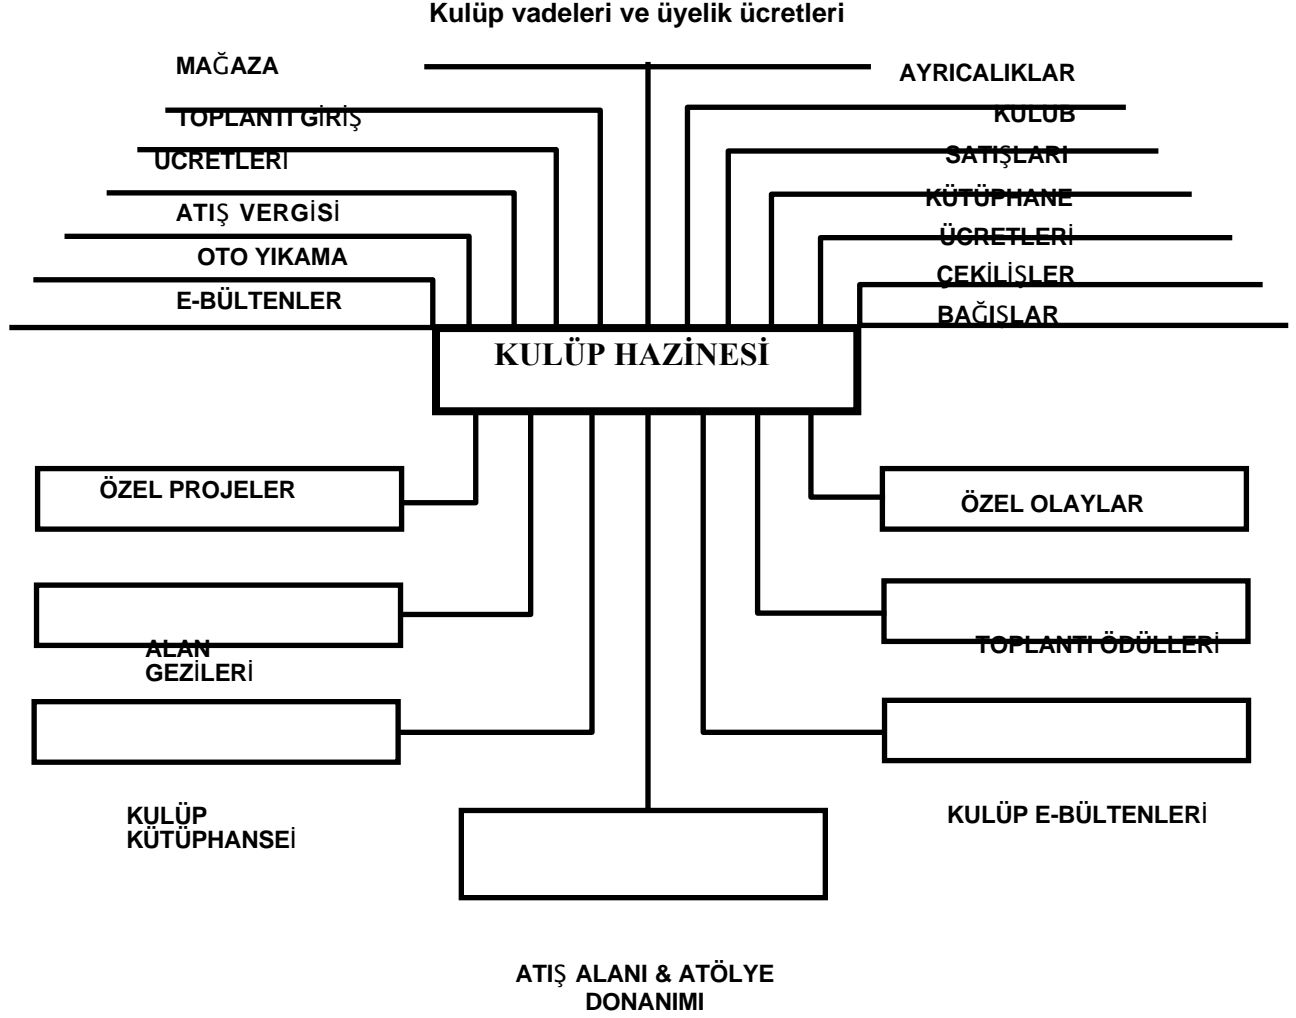 Kulüp vadeleri ve üyelik ücretleri
MAĞAZA
TOPLANTI GİRİŞ
ÜCRETLERİ
ATIŞ VERGİSİ
OTO YIKAMA
E-BÜLTENLER
AYRICALIKLAR
KULUB
SATIŞLARI
KÜTÜPHANE
ÜCRETLERİ
ÇEKİLİŞLER
BAĞIŞLAR
KULÜP HAZİNESİ
ÖZEL PROJELER
ÖZEL OLAYLAR
ALAN
GEZİLERİ
TOPLANTI ÖDÜLLERİ
KULÜP
KÜTÜPHANSEİ
KULÜP E-BÜLTENLERİ
ATIŞ ALANI & ATÖLYE
DONANIMI